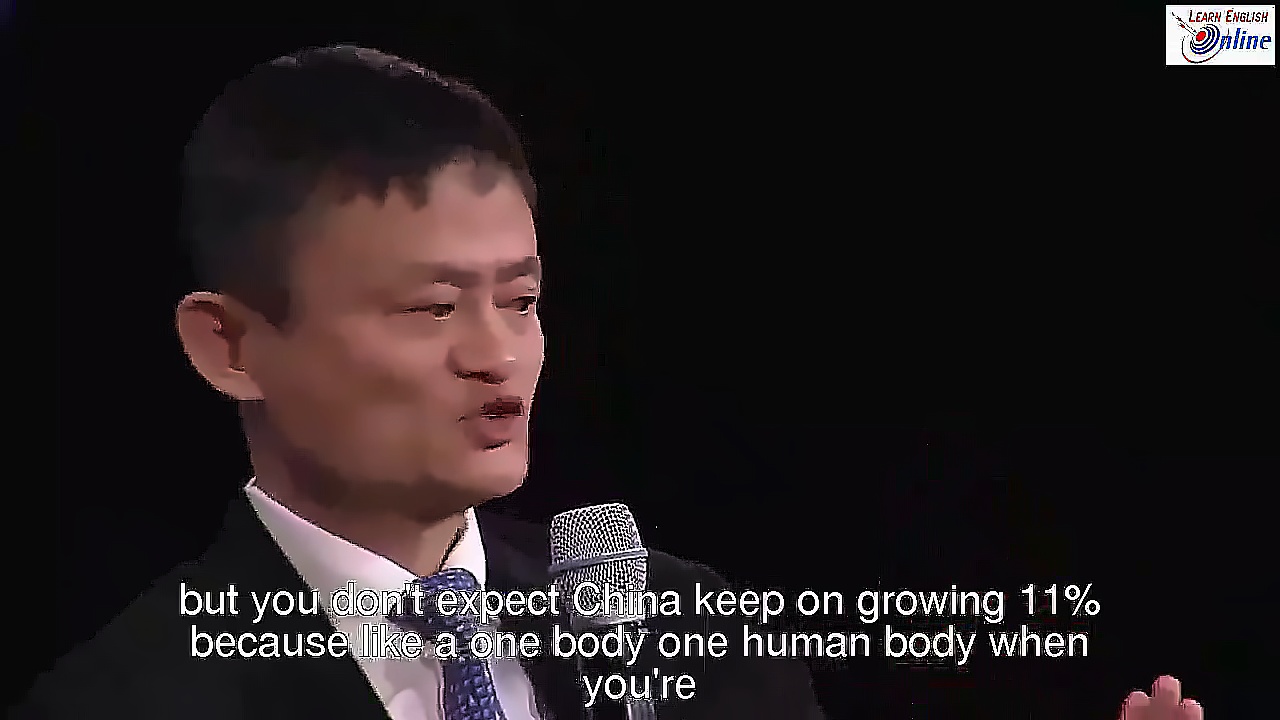 LEARN ENGLISH
Online
but you don't expect China keep on growing 11%
because like a one body one human body when
you're